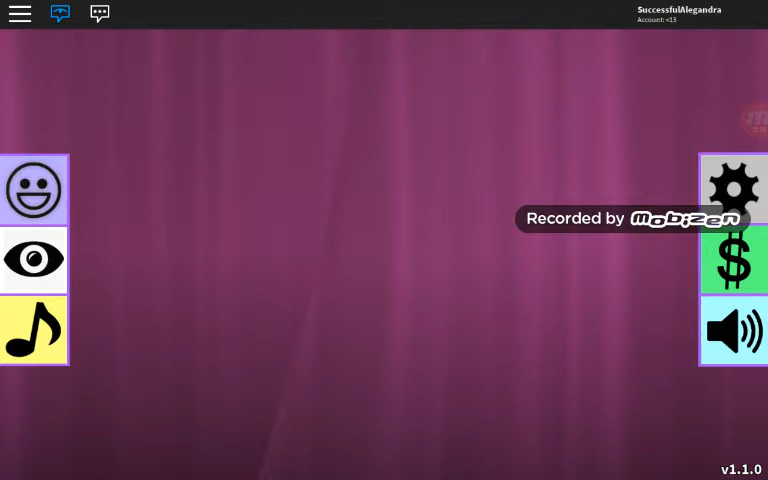 SuccessfulAlegandra
Account: <13
Recorded by Mobizen
v1.1.0